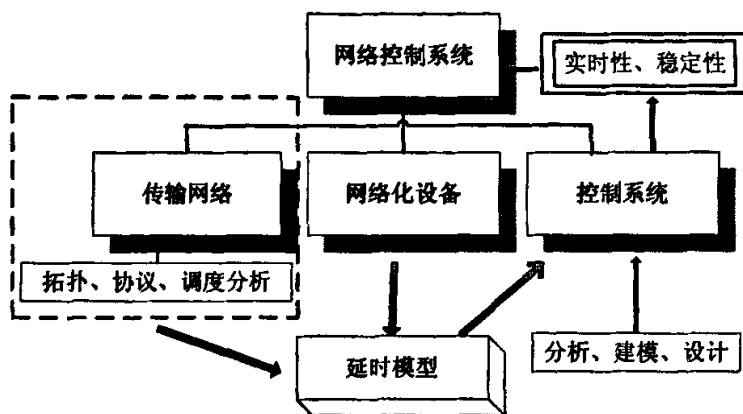 网络控制系统
实时性、稳定性
传输网络
网络化设备
控制系统
拓扑、协议、调度分析
延时模型
分析、建模、设计